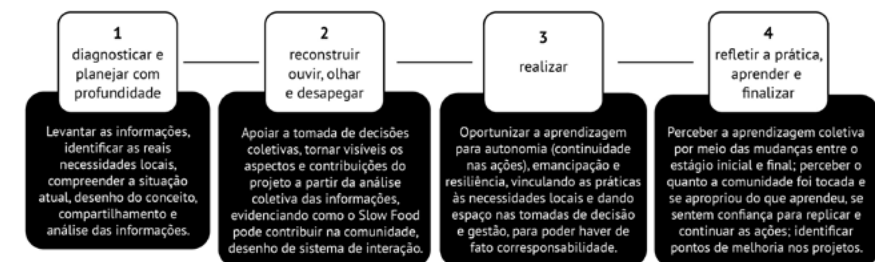 1
diagnosticar e
planejar com
profundidade
Levantar as informações,
identificar as reais
necessidades locais,
compreender a situação
atual, desenho do conceito,
compartilhamento e
análise das informações.
2
reconstruir
ouvir, olhar
e desapegar
Apoiar a tomada de decisões
coletivas, tornar visíveis os
aspectos e contribuições do
projeto a partir da análise
coletiva das informações,
evidenciando como o Slow Food
pode contribuir na comunidade,
desenho de sistema de interação.
3
realizar
Oportunizar a aprendizagem
para autonomia (continuidade
nas ações), emancipação e
resiliência, vinculando as práticas
às necessidades locais e dando
espaço nas tomadas de decisão
e gestão, para poder haver de
fato corresponsabilidade.
4
refletir a prática,
aprender e
finalizar
Perceber a aprendizagem coletiva
por meio das mudanças entre o
estágio inicial e final; perceber o
quanto a comunidade foi tocada e
se apropriou do que aprendeu, se
sentem confiança para replicar e
continuar as ações; identificar
pontos de melhoria nos projetos.